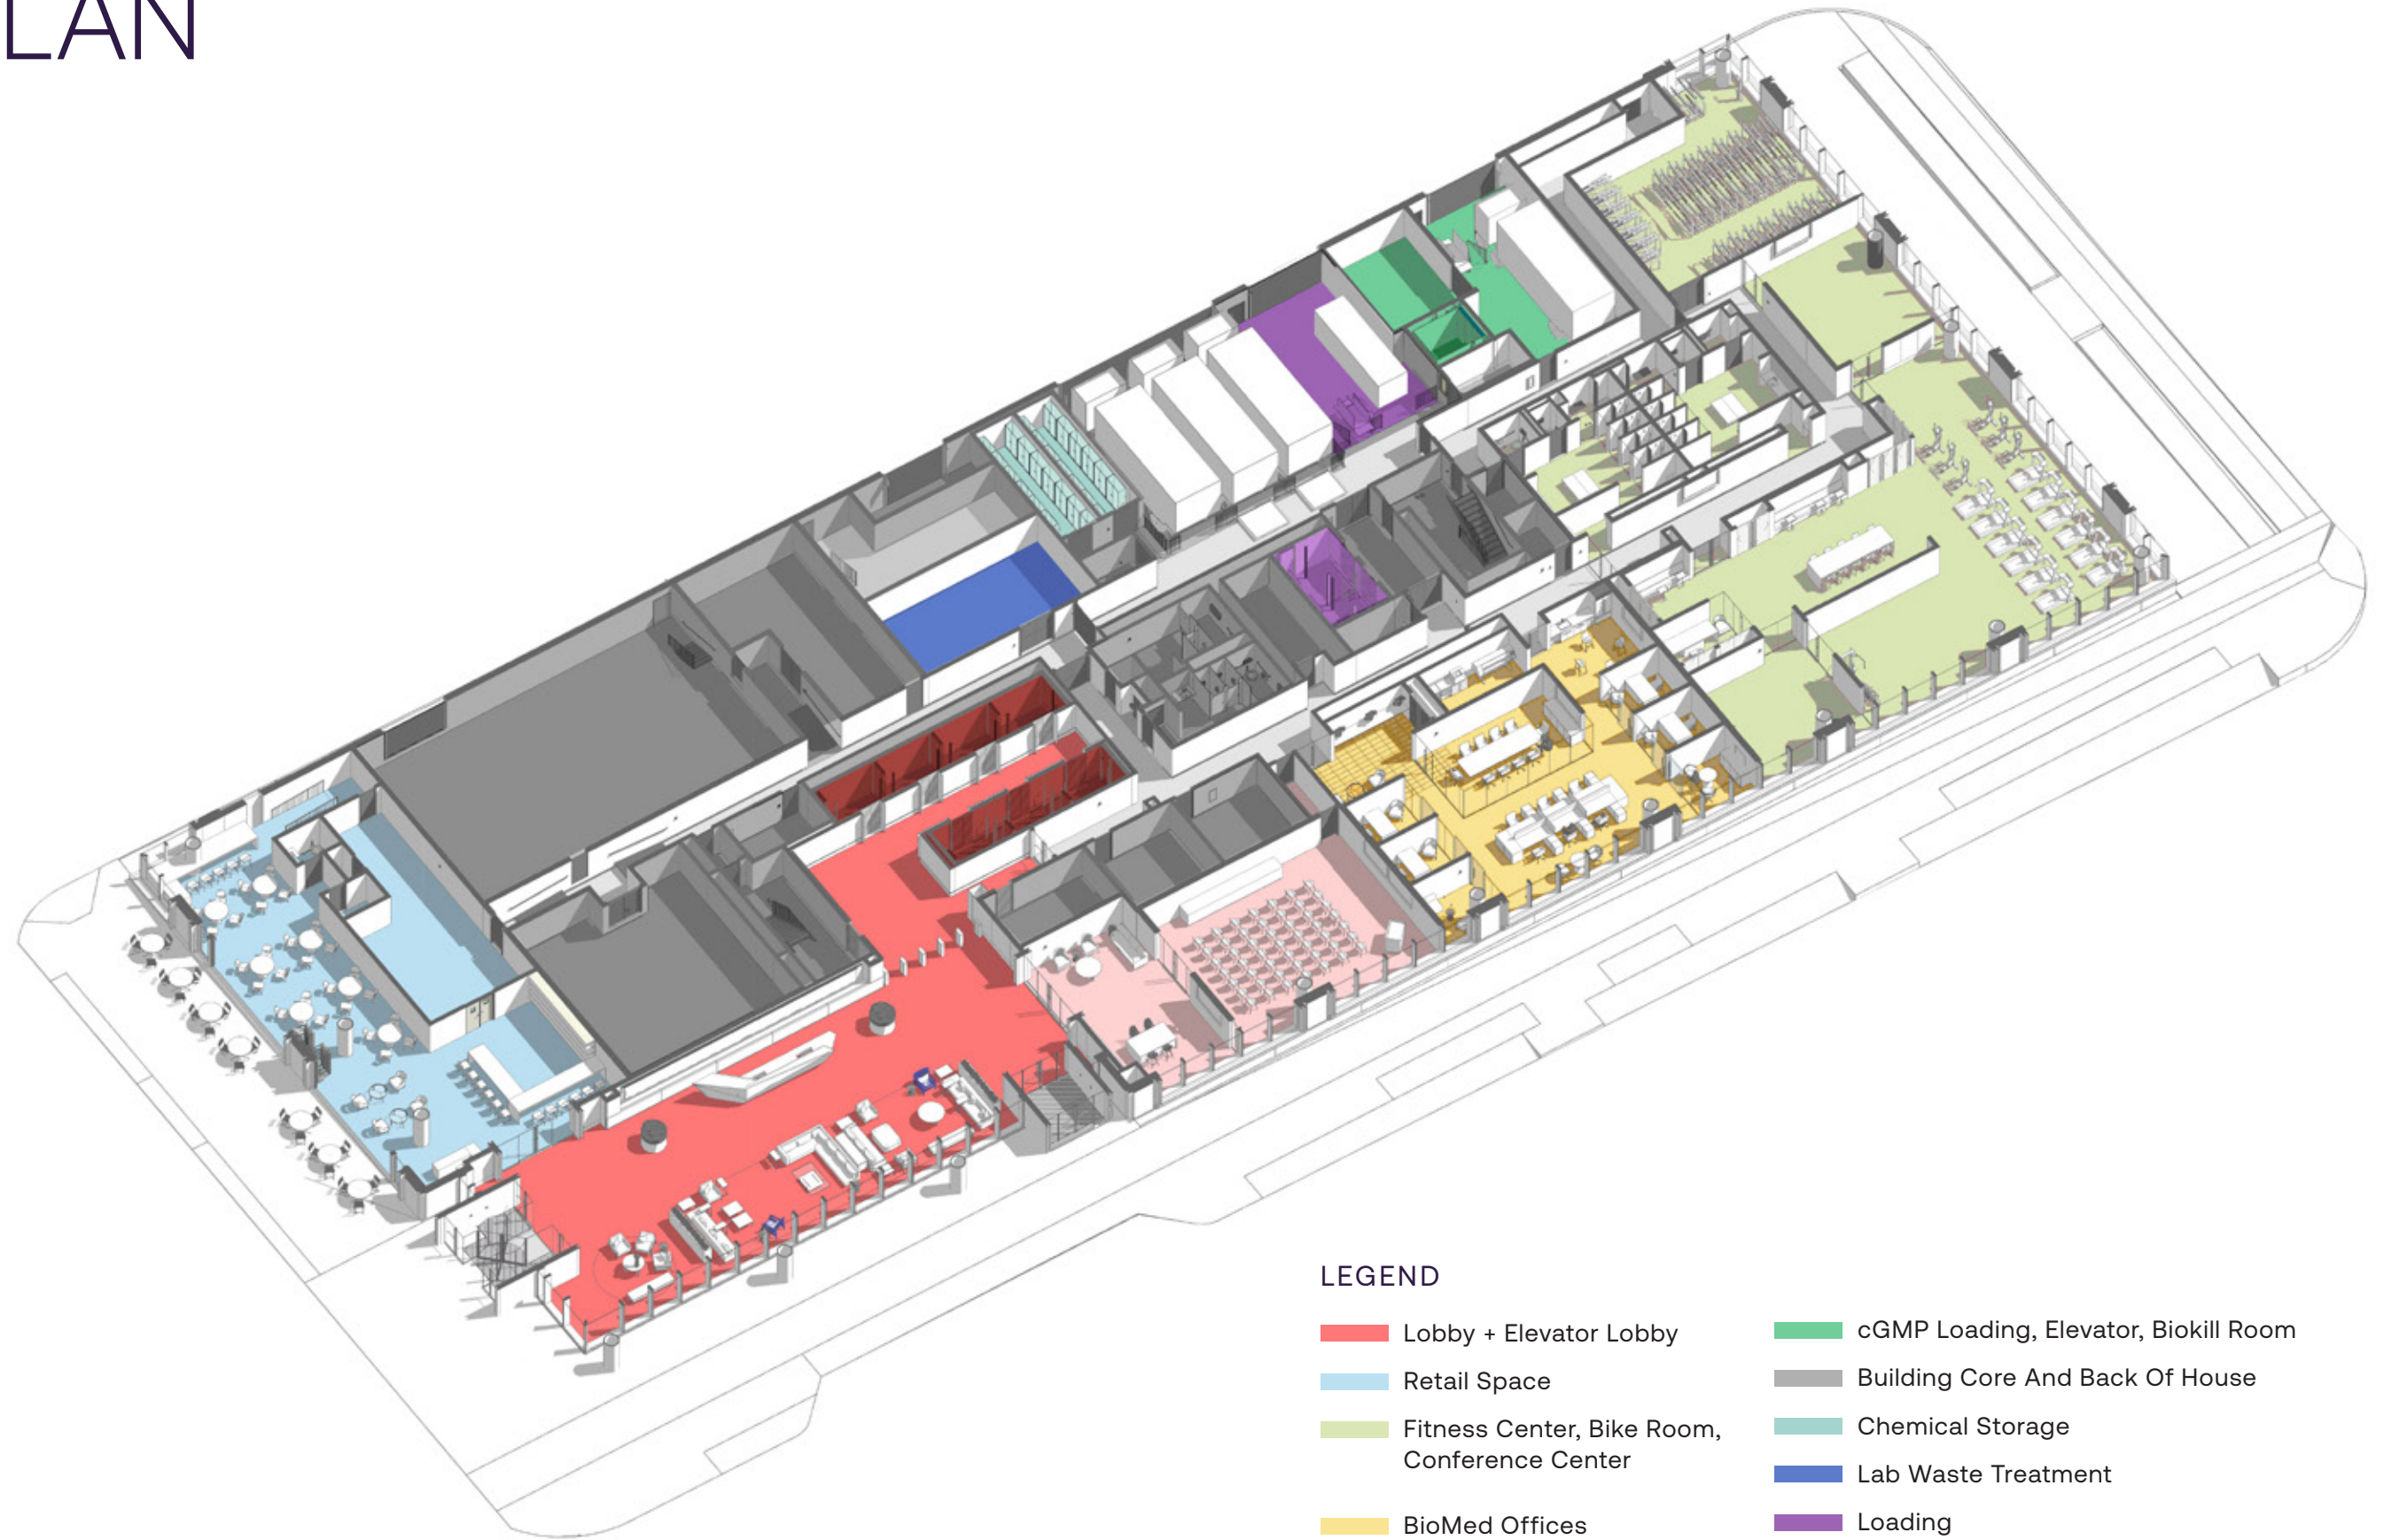 LAN
LEGEND
Lobby + Elevator Lobby
Retail Space
Fitness Center, Bike Room,
Conference Center
BioMed Offices
cGMP Loading, Elevator, Biokill Room
Building Core And Back Of House
Chemical Storage
Lab Waste Treatment
Loading